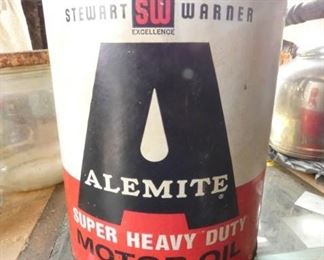 STEWART SW WARNER
EXCELLENCE
ALEMITE®
SUPER HEAVY DUTY
MOTOR OIL